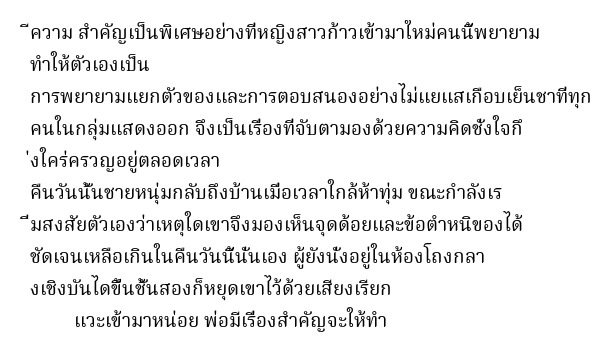 ีความ สำคัญเป็นพิเศษอย่างที่หญิงสาวก้าวเข้ามาใหม่คนนี้พยายาม
ทำให้ตัวเองเป็น
การพยายามแยกตัวของและการตอบสนองอย่างไม่แยแสเกือบเย็นชาที่ทุก
คนในกลุ่มแสดงออก จึงเป็นเรื่องที่จับตามองด้วยความคิดชั่งใจกึ
่งใคร่ครวญอยู่ตลอดเวลา
คืนวันนั้นชายหนุ่มกลับถึงบ้านเมื่อเวลาใกล้ห้าทุ่ม ขณะกำลังเร
ิ่มสงสัยตัวเองว่าเหตุใดเขาจึงมองเห็นจุดด้อยและข้อตำหนิของได้
ชัดเจนเหลือเกินในคืนวันนี้นั่นเอง ผู้ยังนั่งอยู่ในห้องโถงกลา
งเชิงบันไดขึ้นชั้นสองก็หยุดเขาไว้ด้วยเสียงเรียก
แวะเข้ามาหน่อย พ่อมีเรื่องสำคัญจะให้ทำ